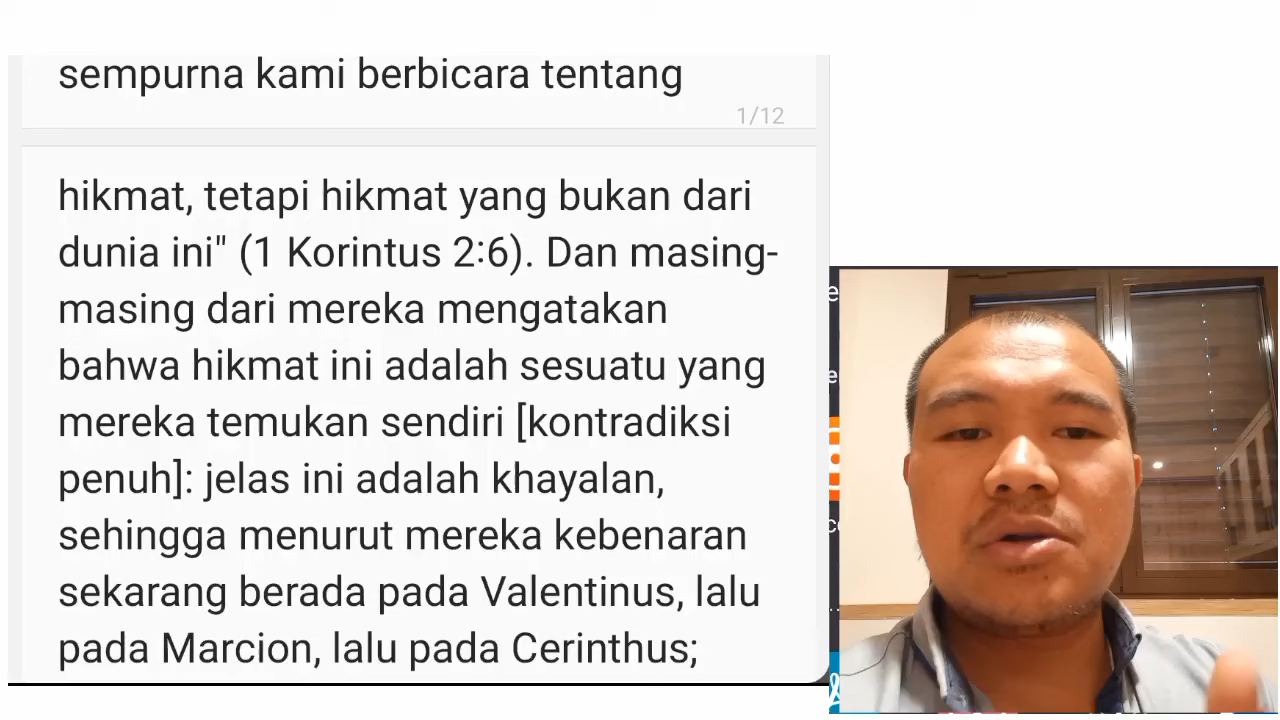 sempurna kami berbicara tentang
1/12
hikmat, tetapi hikmat yang bukan dari
dunia ini" (1 Korintus 2:6). Dan masing-
masing dari mereka mengatakan
bahwa hikmat ini adalah sesuatu yang
mereka temukan sendiri [kontradiksi
penuh]: jelas ini adalah khayalan,
sehingga menurut mereka kebenaran
sekarang berada pada Valentinus, lalu
pada Marcion, lalu pada Cerinthus;